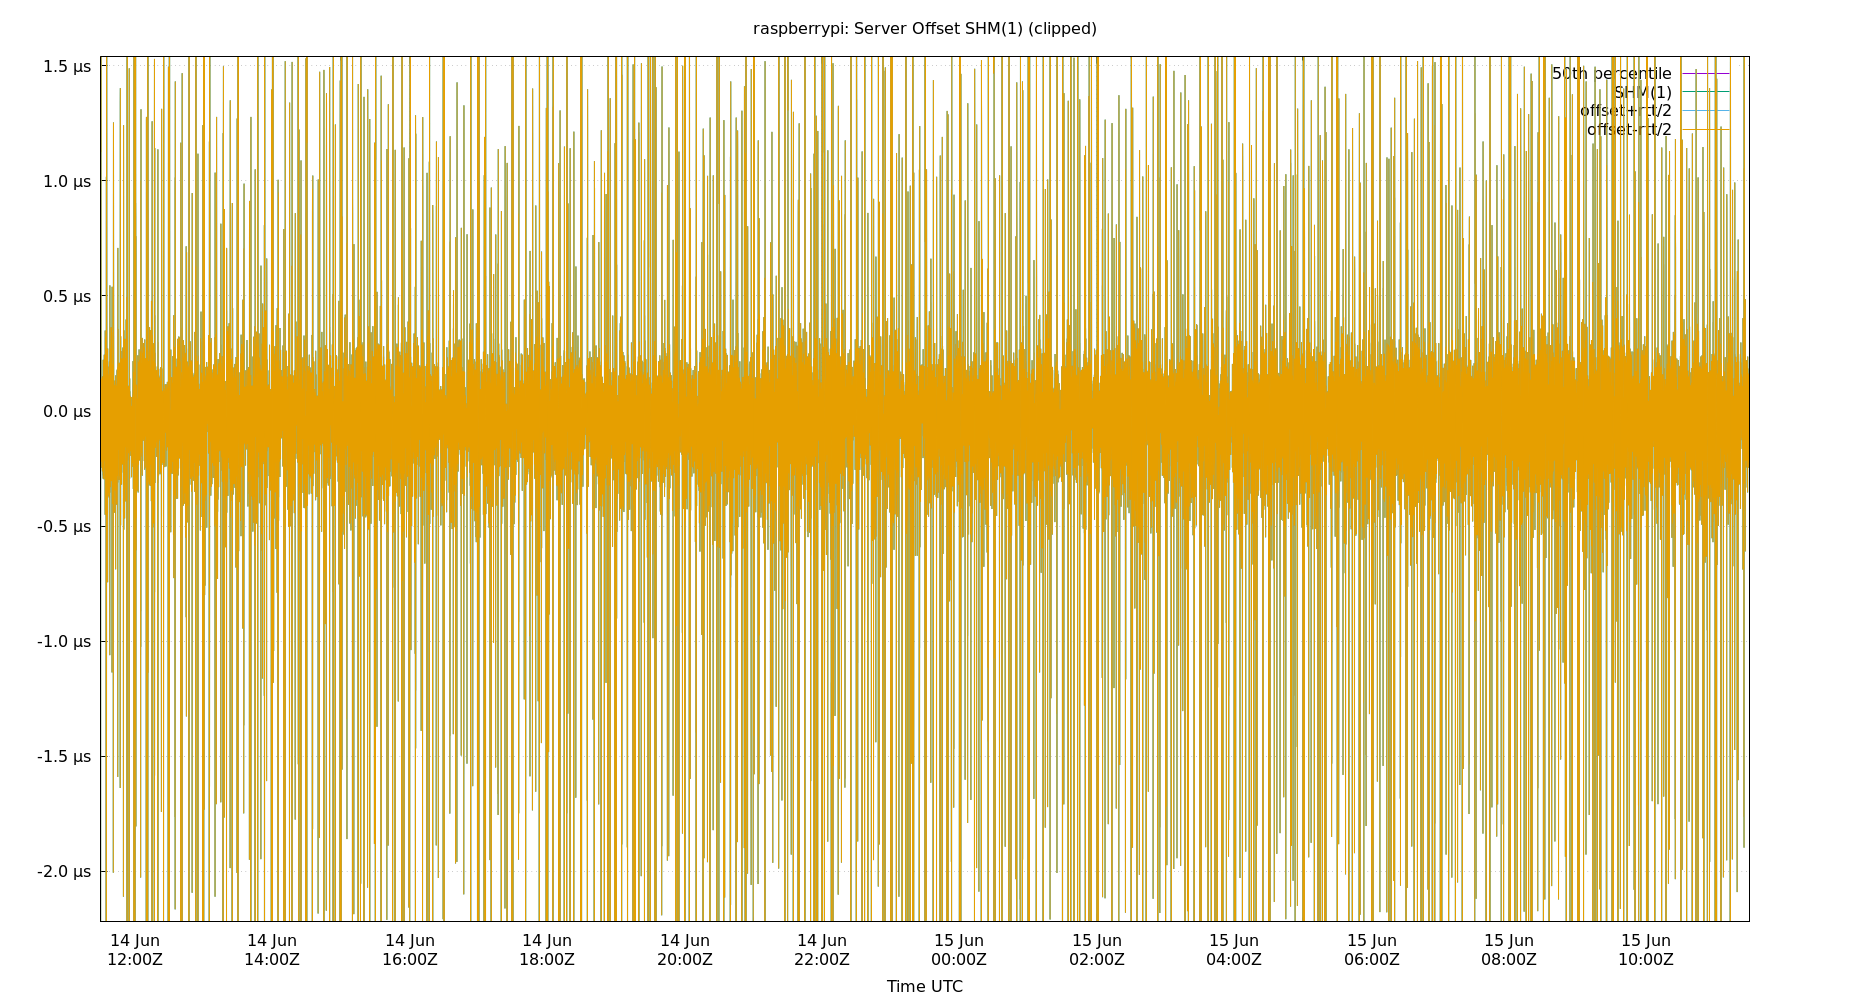 raspberrypi: Server Offset SHM(1) (clipped)
1.5 µs
1.0 µs
0.5 µs
0.0 µs
-0.5 µs
-1.0 µs
-1.5 µs
-2.0 µs
50th percentile
SHM(1)
offset+rtt/2
offset-rtt/2
14 Jun 14 Jun 14 Jun 14 Jun 14 Jun 14 Jun 15 Jun 15 Jun 15 Jun 15 Jun 15 Jun 15 Jun
12:00Z 14:00Z 16:00Z 18:00Z 20:00Z 22:00Z 00:00Z 02:00Z 04:00Z 06:00Z 08:00Z 10:00Z
Time UTC